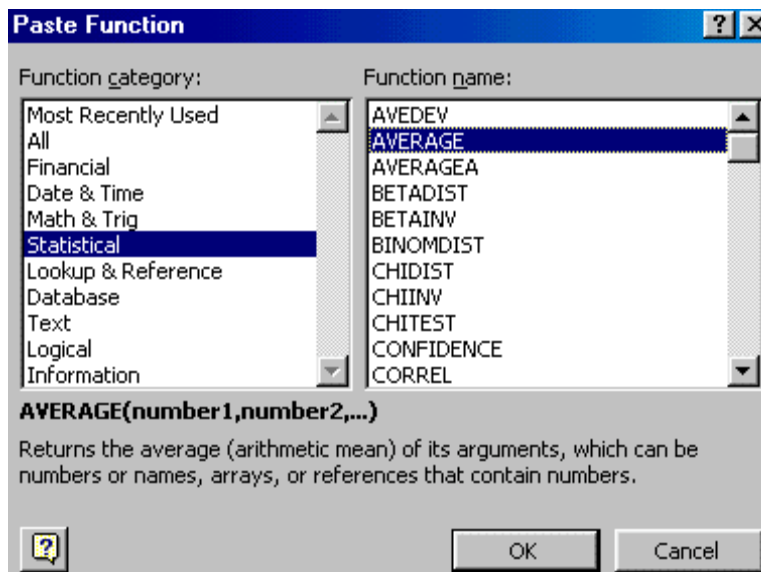 Paste Function
? X
Function category:
Most Recently Used
All
Financial
Date & Time
Math & Trig
Statistical
Lookup & Reference
Database
Text
Logical
Information
Function name:
AVEDEV
AVERAGE
AVERAGEA
BETADIST
BETAINV
BINOMDIST
CHIDIST
CHIINV
CHITEST
CONFIDENCE
CORREL
AVERAGE(number1,number2,...)
Returns the average (arithmetic mean) of its arguments, which can be
numbers or names, arrays, or references that contain numbers.
?
OK
Cancel